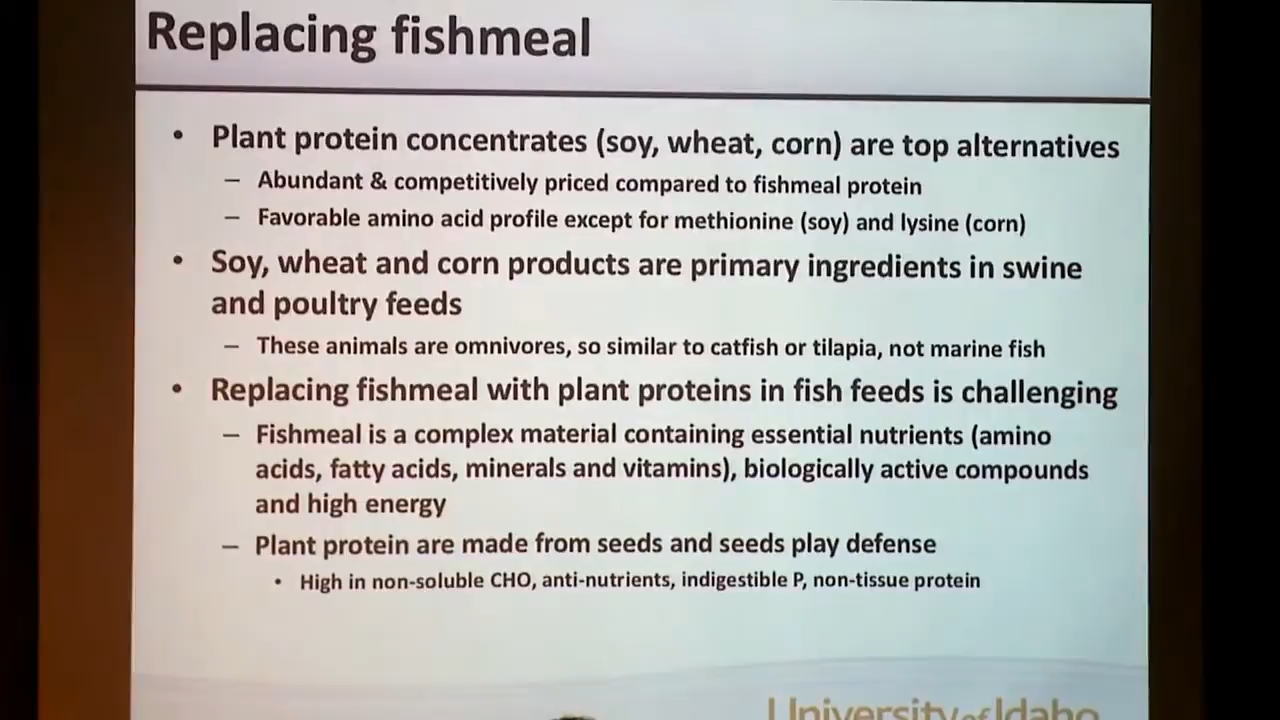 Replacing fishmeal
• Plant protein concentrates (soy, wheat, corn) are top alternatives
– Abundant & competitively priced compared to fishmeal protein
– Favorable amino acid profile except for methionine (soy) and lysine (corn)
• Soy, wheat and corn products are primary ingredients in swine
and poultry feeds
– These animals are omnivores, so similar to catfish or tilapia, not marine fish
• Replacing fishmeal with plant proteins in fish feeds is challenging
– Fishmeal is a complex material containing essential nutrients (amino
acids, fatty acids, minerals and vitamins), biologically active compounds
and high energy
– Plant protein are made from seeds and seeds play defense
• High in non-soluble CHO, anti-nutrients, indigestible P, non-tissue protein
University of Idaho